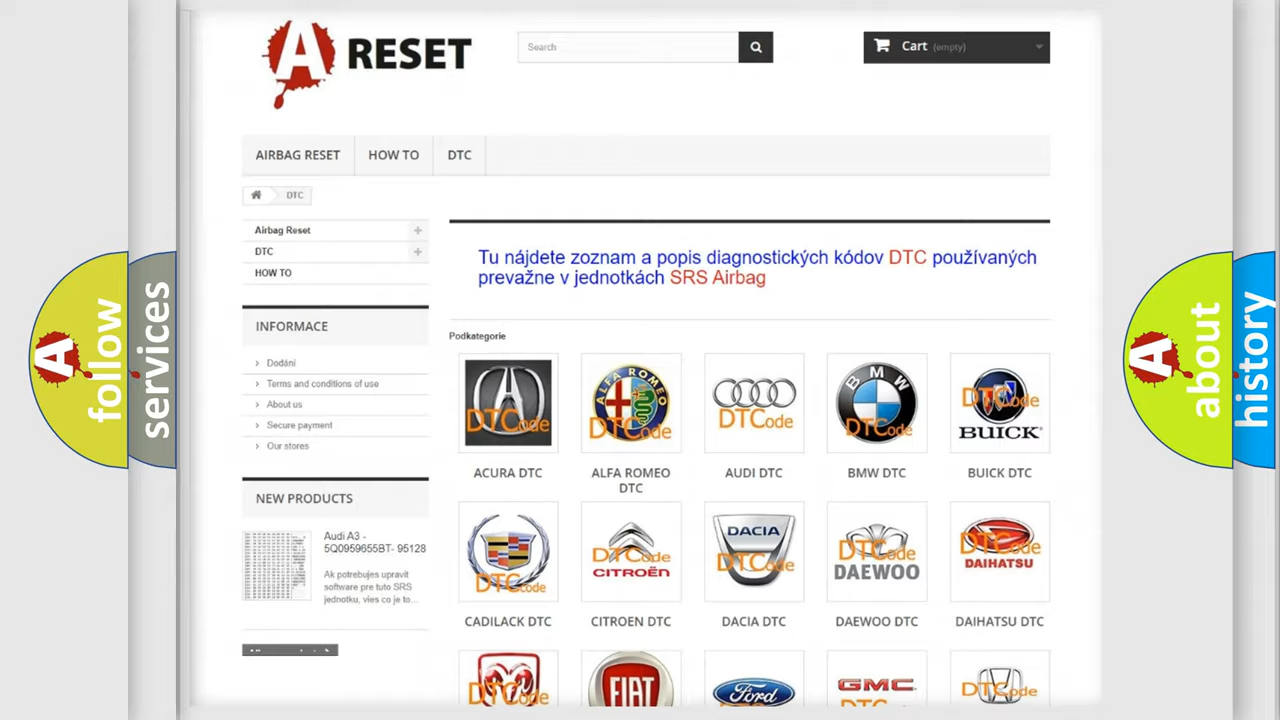 A RESET
Search
Cart (empty)
AIRBAG RESET
HOW TO
DTC
DTC
Airbag Reset
DTC
HOW TO
INFORMACE
Dodání
Terms and conditions of use
About us
Secure payment
Our stores
NEW PRODUCTS
Audi A3 -
5Q0959655BT- 95128
Ak potrebujes upravit
software pre tuto SRS
jednotku, vies co je to...
Tu nájdete zoznam a popis diagnostických kódov DTC používaných
prevažne v jednotkách SRS Airbag
Podkategorie
DTCode
ALFA ROMEO
DTCode
DTCode
BMW
DTCode
DTCode
BUICK
ACURA DTC
ALFA ROMEO
DTC
AUDI DTC
BMW DTC
BUICK DTC
DTCode
DTCode
CITROËN
DACIA
DTCode
DTCode
DAEWOO
DTCode
DAIHATSU
CADILACK DTC
CITROEN DTC
DACIA DTC
DAEWOO DTC
DAIHATSU DTC
DTCode
FIAT
Ford
GMC
DTCode
A follow
services
A about
history